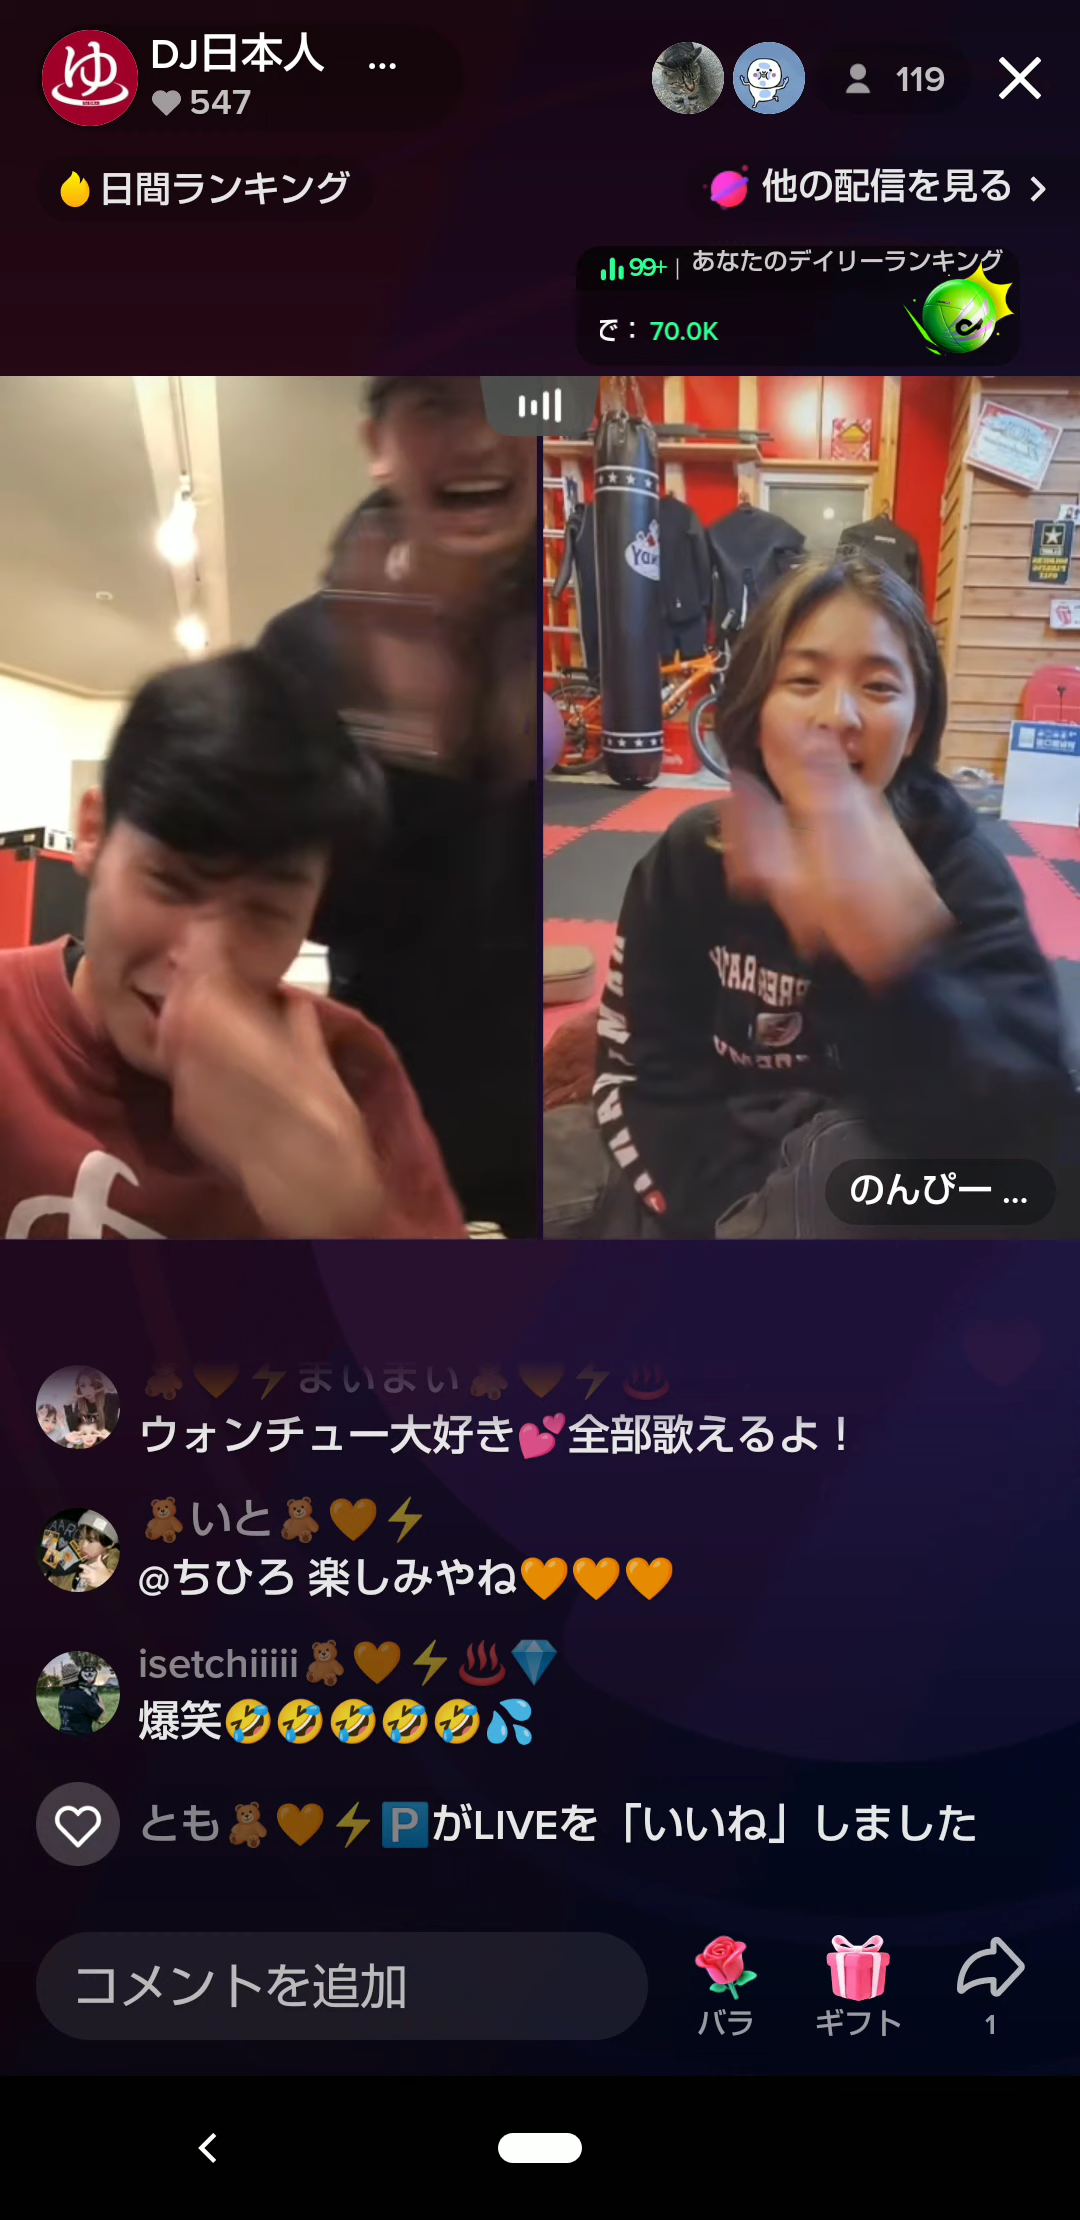 ゆ
DJ日本人 ...
547
119
日間ランキング
他の配信を見る
99+ | あなたのデイリーランキング
で： 70.0K
のんぴー ...
🧸🧡⚡まいまい🧸🧡⚡♨️
ウォンチュー大好き💕全部歌えるよ！
🧸いと🧸🧡⚡
@ちひろ 楽しみやね🧡🧡🧡
isetchiiiii🧸🧡⚡♨️💎
爆笑🤣🤣🤣🤣🤣💦
とも🧸🧡⚡🅿️がLIVEを「いいね」しました
コメントを追加
バラ
ギフト
1